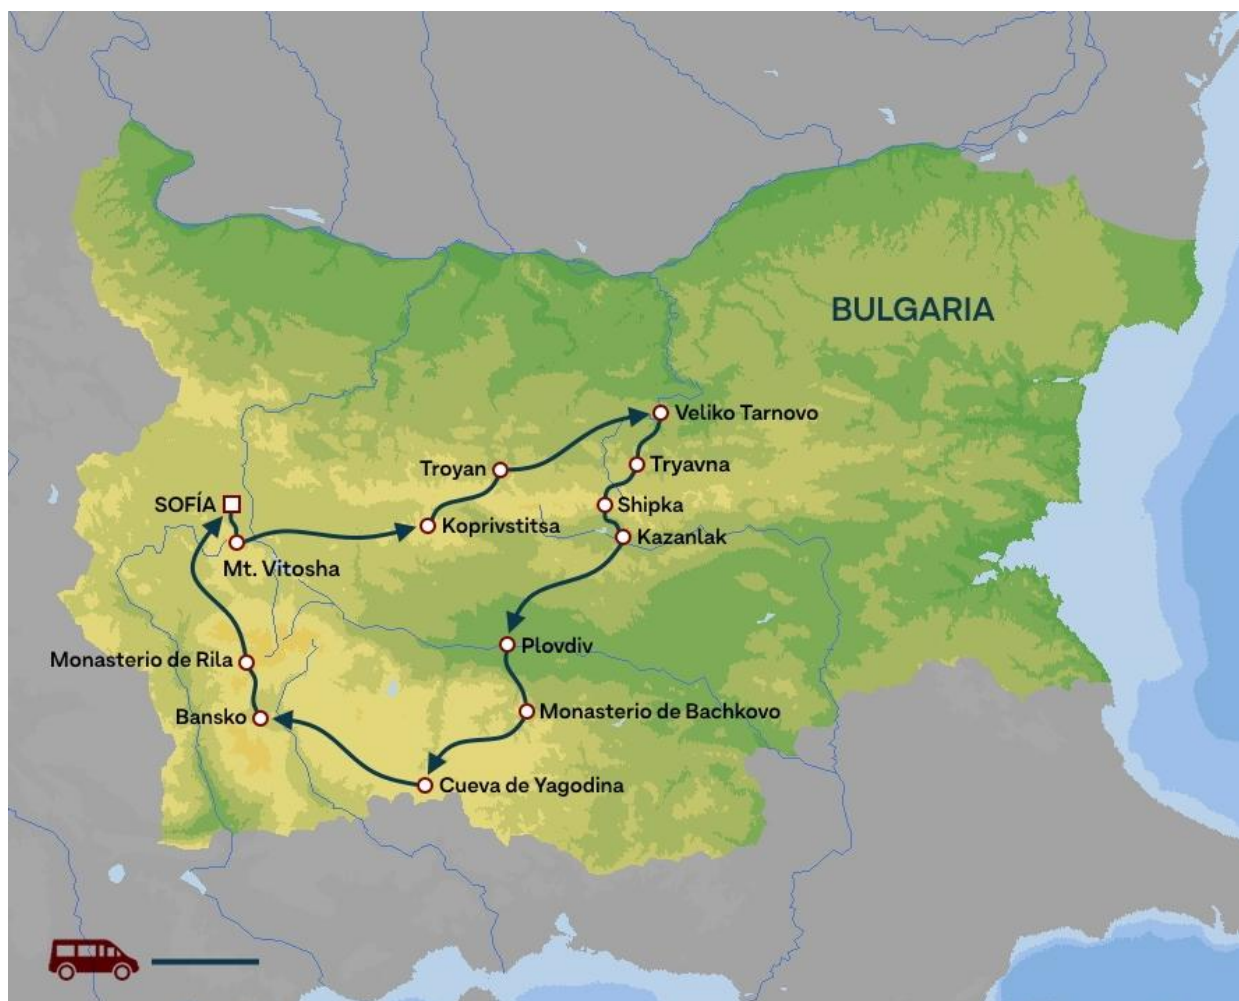 BULGARIA
Veliko Tarnovo
Troyan
Tryavna
SOFÍA
Shipka
Koprivstitsa
Kazanlak
Mt. Vitosha
Plovdiv
Monasterio de Rila
Monasterio de Bachkovo
Bansko
Cueva de Yagodina